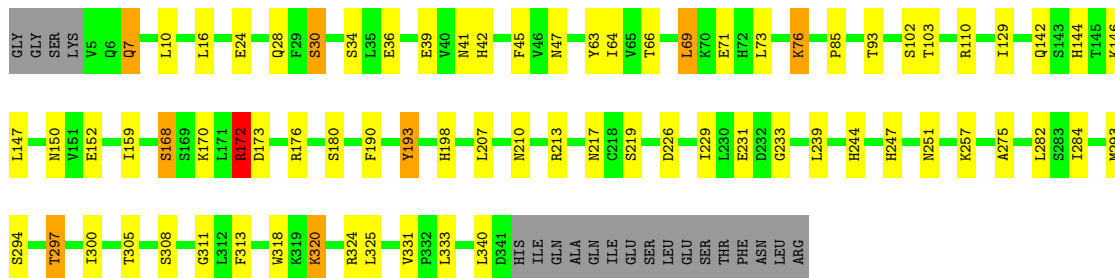 GLY GLY SER LYS V5 Q6 Q7 L10 L16 E24 Q28 F29 S30 S34 L35 E36 E39 V40 N41 H42 F45 V46 N47 Y63 I64 V65 T66 L69 K70 E71 H72 L73 K76 P85 T93 S102 T103 R110 I129 Q142 S143 H144 T145 K146
L147 N150 V151 E152 I159 S168 S169 K170 L171 R172 D173 R176 S180 F190 Y193 H198 L207 N210 R213 N217 C218 S219 D226 I229 L230 E231 D232 G233 L239 H244 H247 N251 K257 A275 L282 S283 I284
S294 T297 I300 T305 S308 G311 L312 F313 W318 K319 K320 R324 L325 V331 P332 L333 L340 D341 HIS ILE GLN ALA GLN ILE GLU SER LEU GLU SER THR PHE ASN LEU ARG